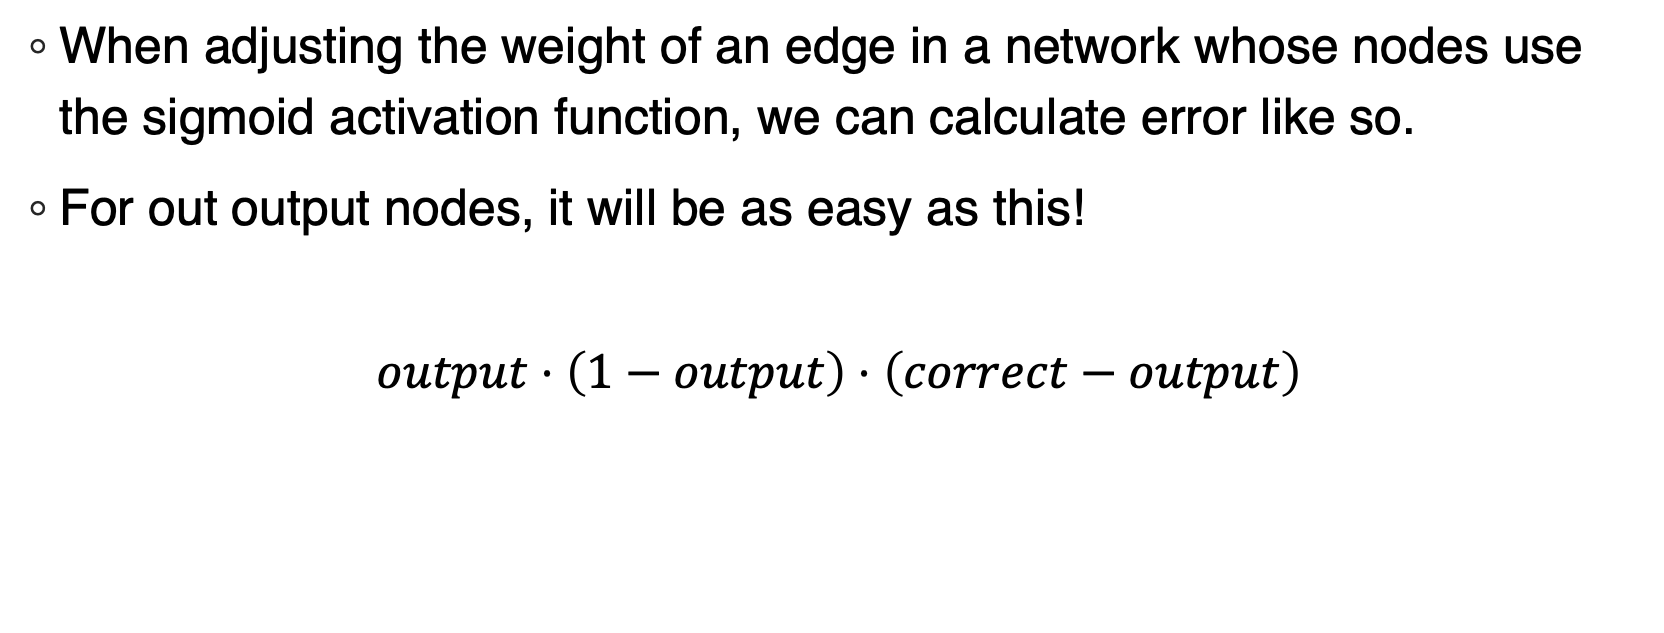 ◦ When adjusting the weight of an edge in a network whose nodes use
the sigmoid activation function, we can calculate error like so.
◦ For out output nodes, it will be as easy as this!
output · (1 − output) · (correct − output)